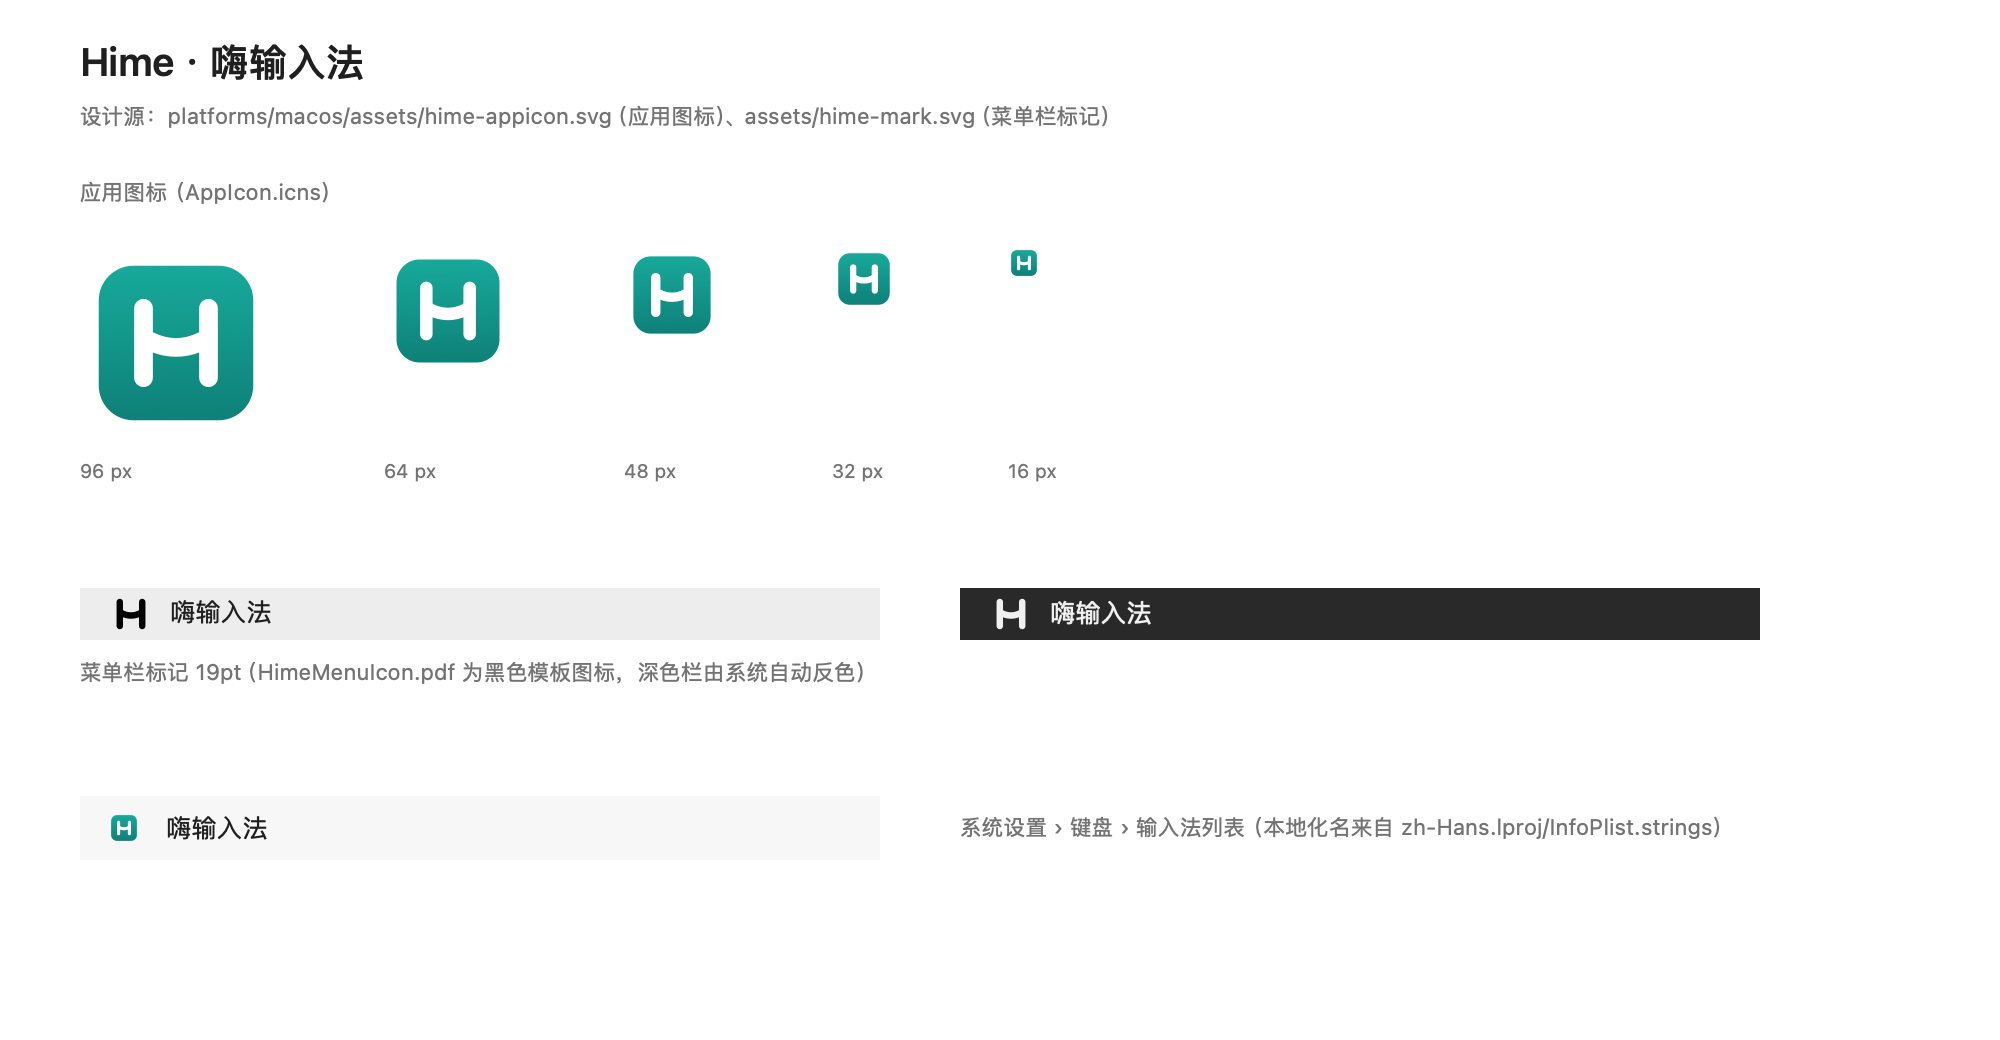 Hime · 嗨输入法
设计源：platforms/macos/assets/hime-appicon.svg (应用图标)、assets/hime-mark.svg (菜单栏标记)
应用图标 (AppIcon.icns)
96 px
64 px
48 px
32 px
16 px
嗨输入法
嗨输入法
菜单栏标记 19pt (HimeMenuIcon.pdf 为黑色模板图标，深色栏由系统自动反色)
嗨输入法
系统设置 › 键盘 › 输入法列表 (本地化名来自 zh-Hans.lproj/InfoPlist.strings)